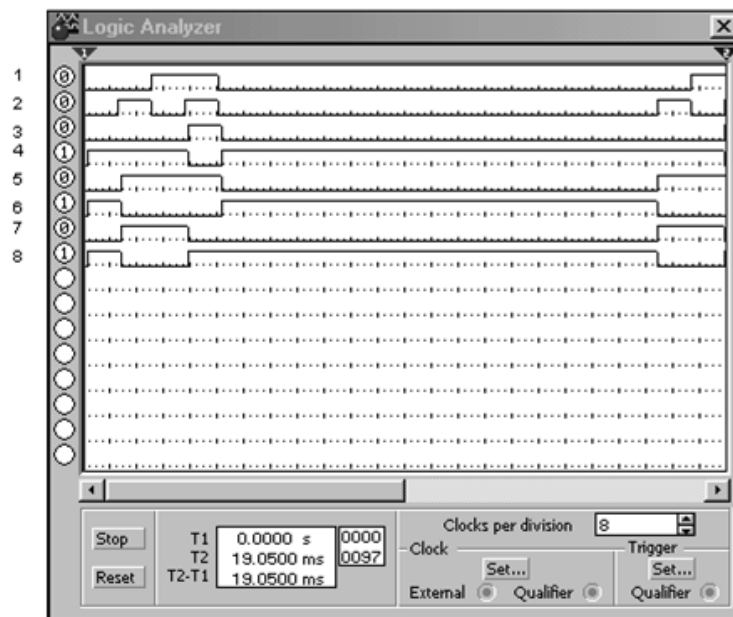 Logic Analyzer
1 2
1 0
2 0
3 0
4 1
5 0
6 1
7 0
8 1
Stop
Reset
T1 0.0000 s 0000
T2 19.0500 ms 0097
T2-T1 19.0500 ms
Clocks per division 8
Clock
Set...
External Qualifier
Trigger
Set...
Qualifier